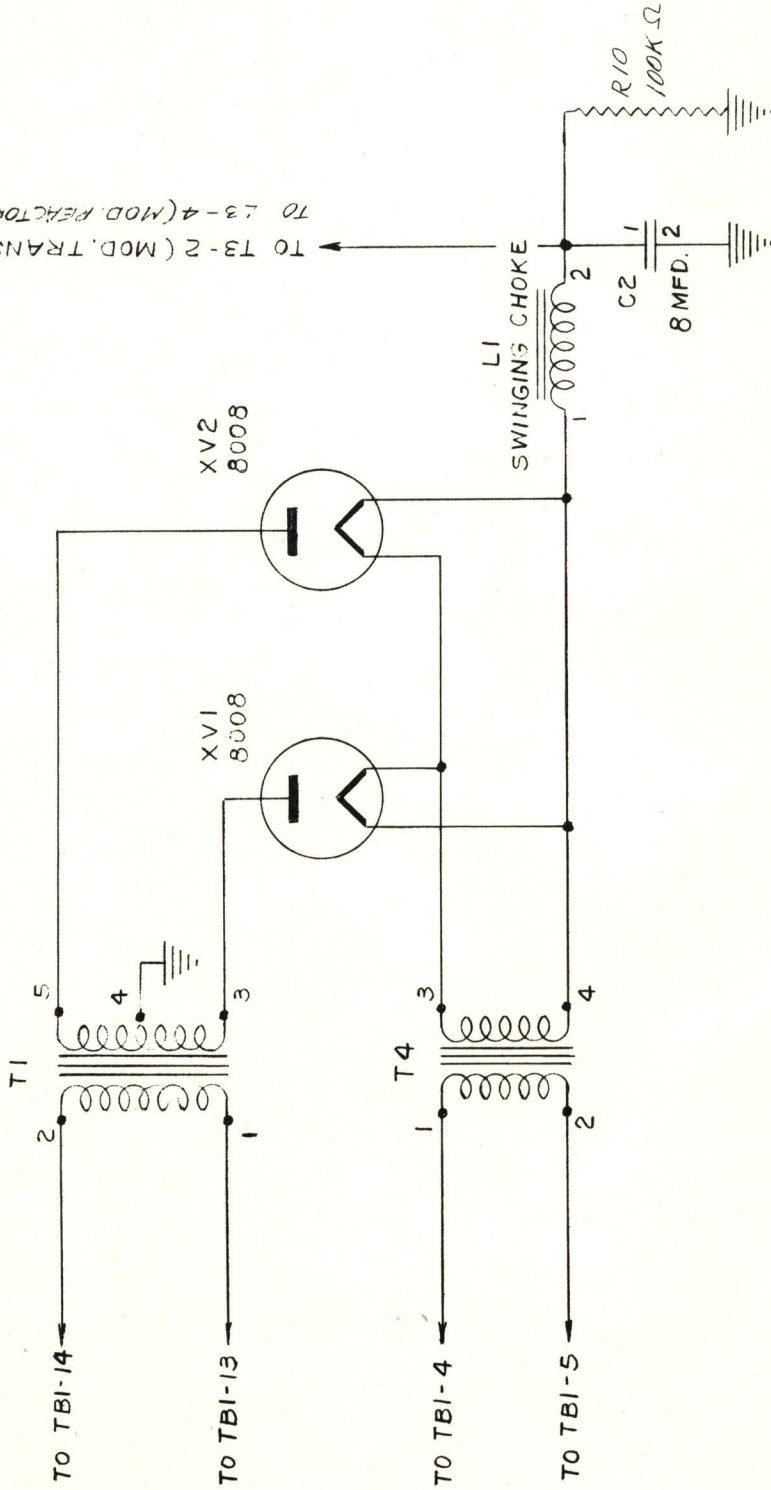 TO T3-2 (MOD. TRANS
TO L3-4 (MOD. REACTOR
R10
100K Ω
L1
SWINGING CHOKE
1
2
C2
1
2
8 MFD.
XV2
8008
XV1
8008
T1
5
4
3
2
1
T4
3
4
1
2
TO TB1-14
TO TB1-13
TO TB1-4
TO TB1-5